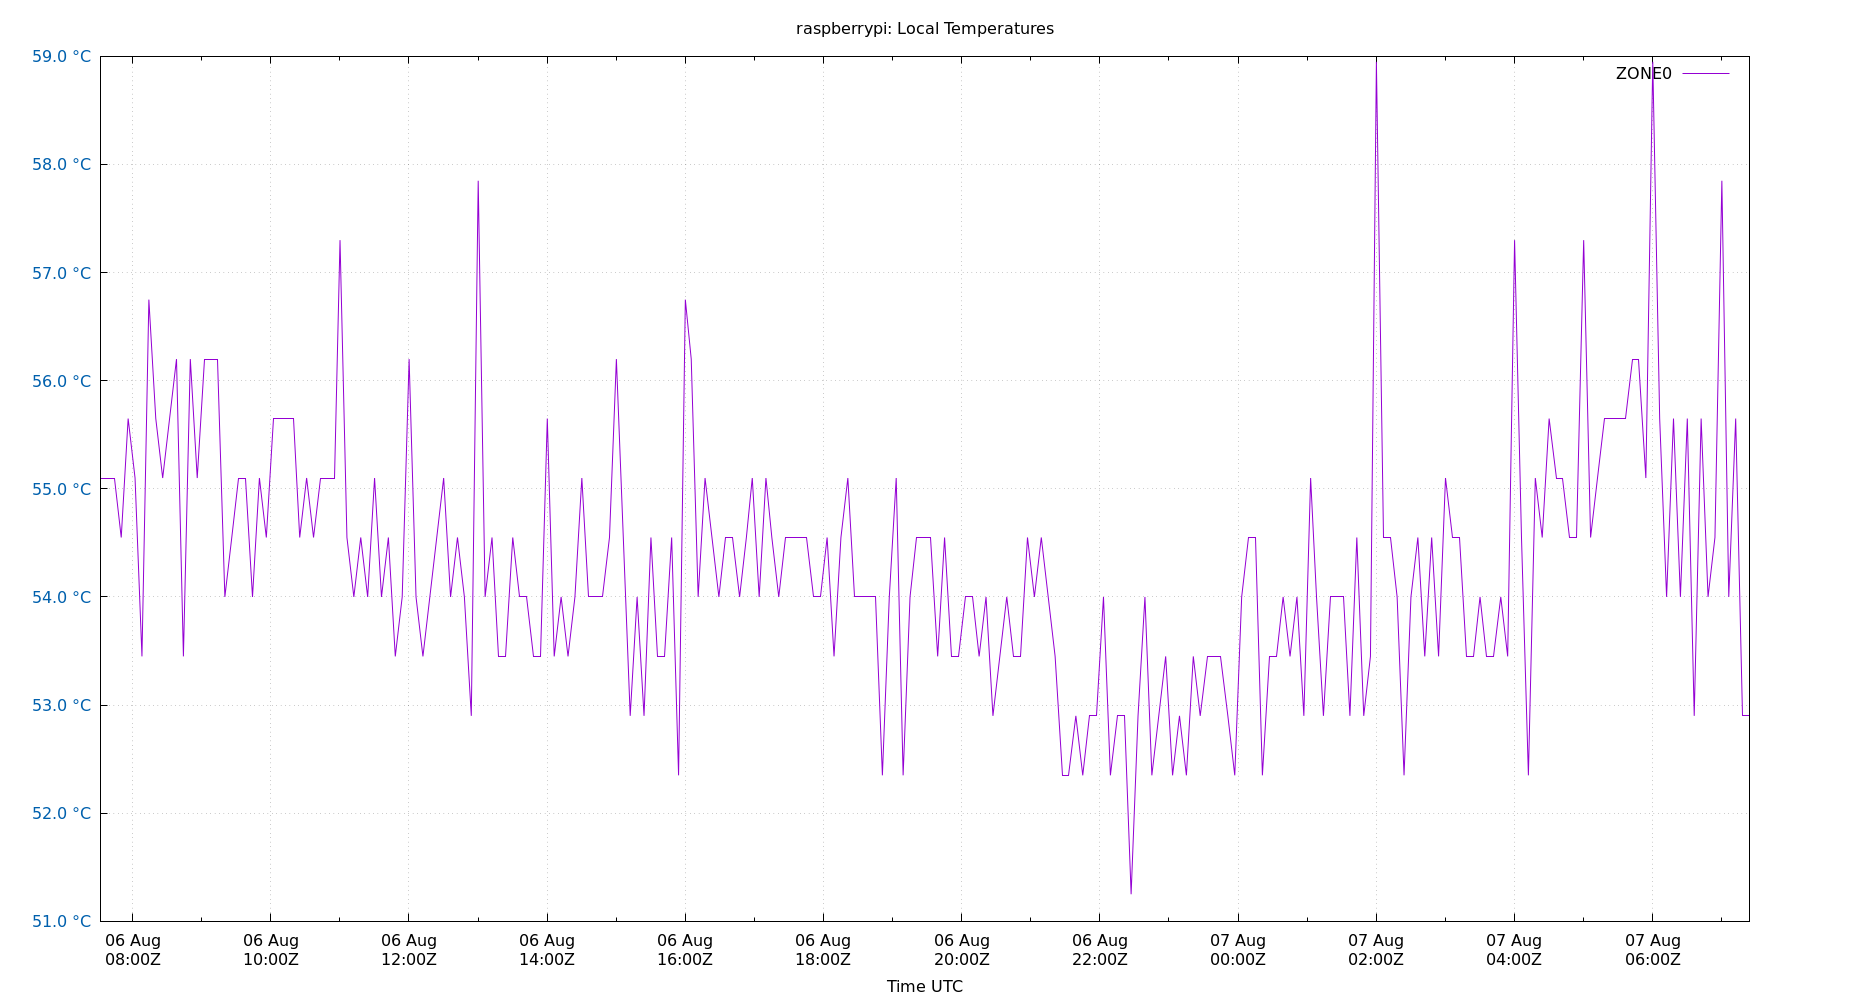 raspberrypi: Local Temperatures
59.0 °C
ZONE0
58.0 °C
57.0 °C
56.0 °C
55.0 °C
54.0 °C
53.0 °C
52.0 °C
51.0 °C
06 Aug 06 Aug 06 Aug 06 Aug 06 Aug 06 Aug 06 Aug 06 Aug 07 Aug 07 Aug 07 Aug 07 Aug
08:00Z 10:00Z 12:00Z 14:00Z 16:00Z 18:00Z 20:00Z 22:00Z 00:00Z 02:00Z 04:00Z 06:00Z
Time UTC